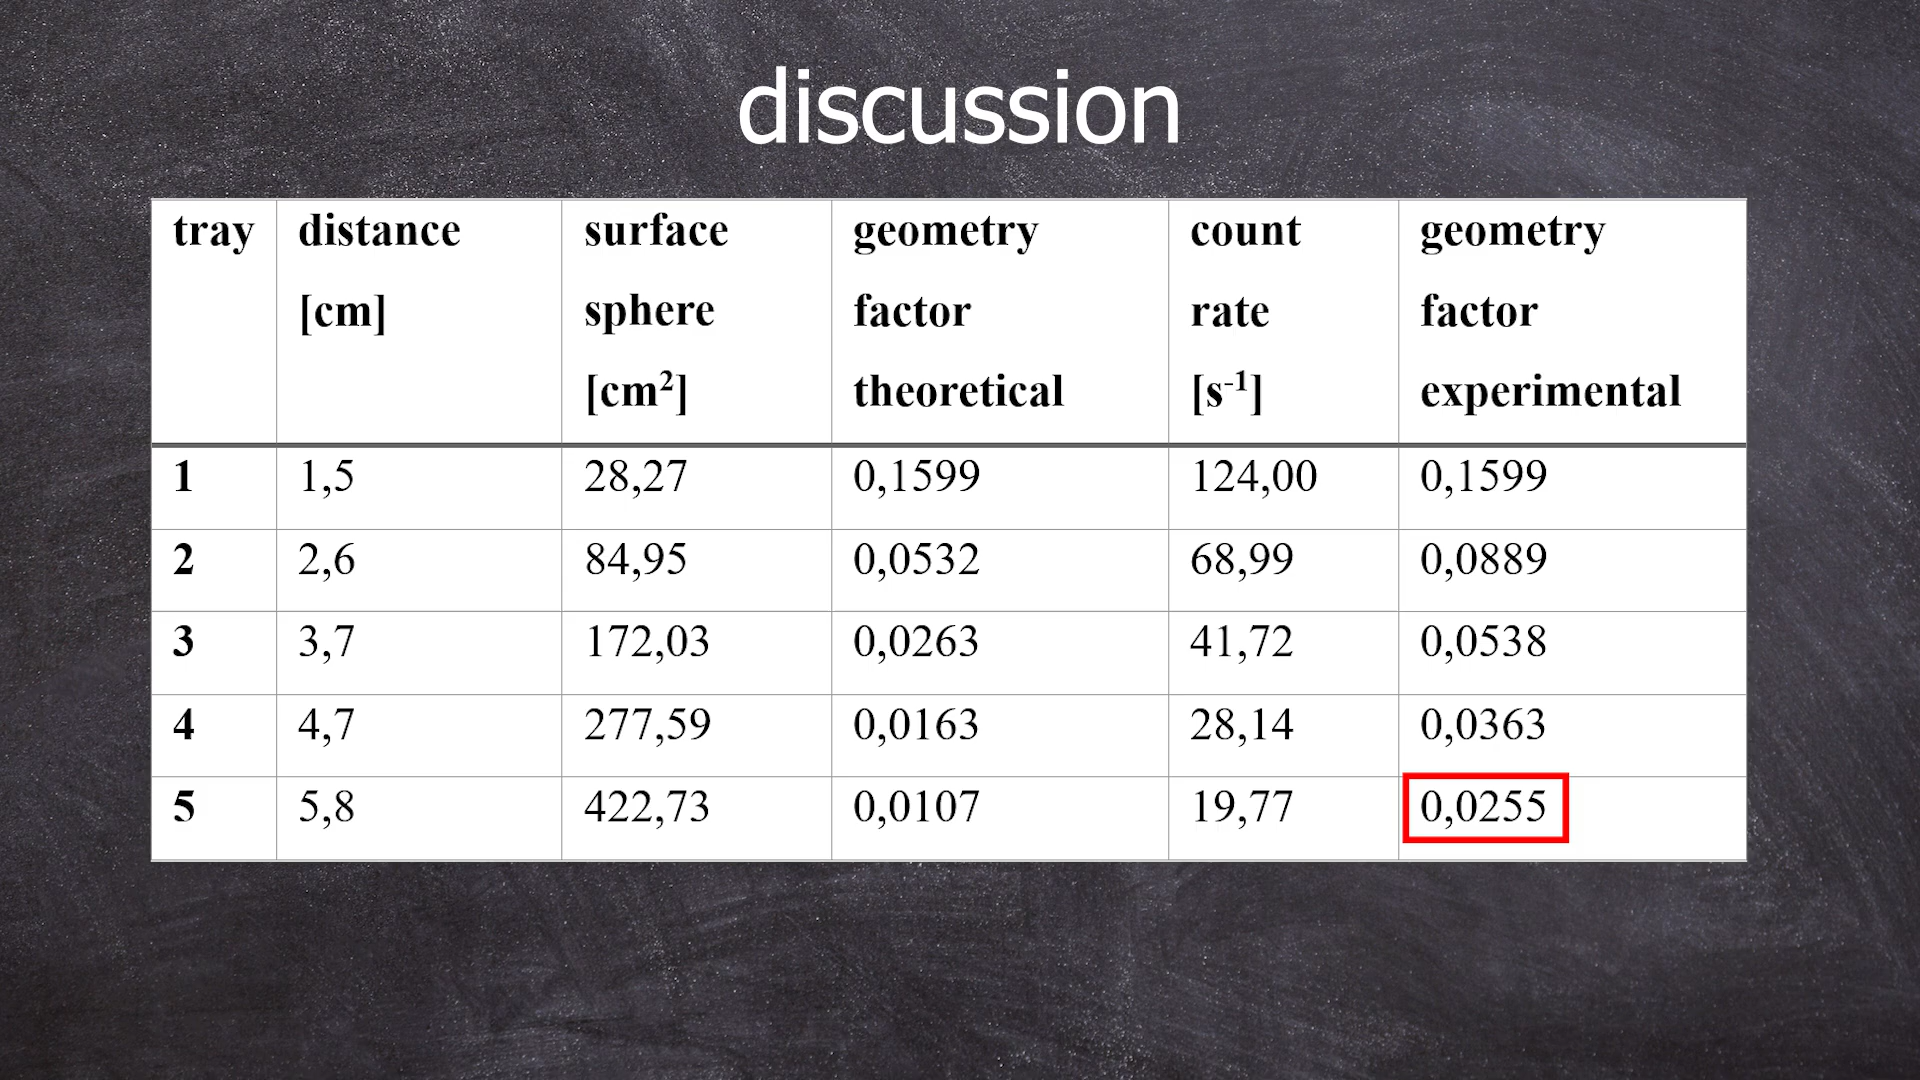 discussion
tray distance surface geometry count geometry
[cm] sphere factor rate factor
[cm²] theoretical [s⁻¹] experimental
1 1,5 28,27 0,1599 124,00 0,1599
2 2,6 84,95 0,0532 68,99 0,0889
3 3,7 172,03 0,0263 41,72 0,0538
4 4,7 277,59 0,0163 28,14 0,0363
5 5,8 422,73 0,0107 19,77 0,0255